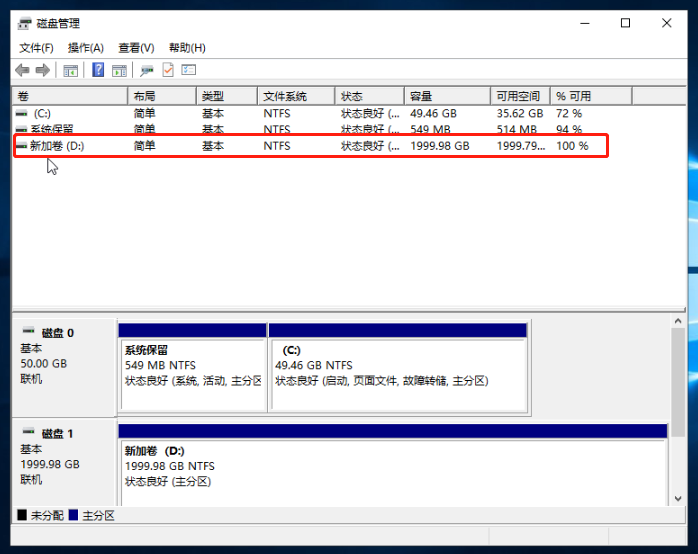 磁盘管理
文件(F) 操作(A) 查看(V) 帮助(H)
卷 布局 类型 文件系统 状态 容量 可用空间 % 可用
(C:) 简单 基本 NTFS 状态良好 (... 49.46 GB 35.62 GB 72 %
系统保留 简单 基本 NTFS 状态良好 (... 549 MB 514 MB 94 %
新加卷 (D:) 简单 基本 NTFS 状态良好 (... 1999.98 GB 1999.79... 100 %
磁盘 0
基本
50.00 GB
联机
系统保留
549 MB NTFS
状态良好 (系统, 活动, 主分区
(C:)
49.46 GB NTFS
状态良好 (启动, 页面文件, 故障转储, 主分区)
磁盘 1
基本
1999.98 GB
联机
新加卷 (D:)
1999.98 GB NTFS
状态良好 (主分区)
未分配 主分区